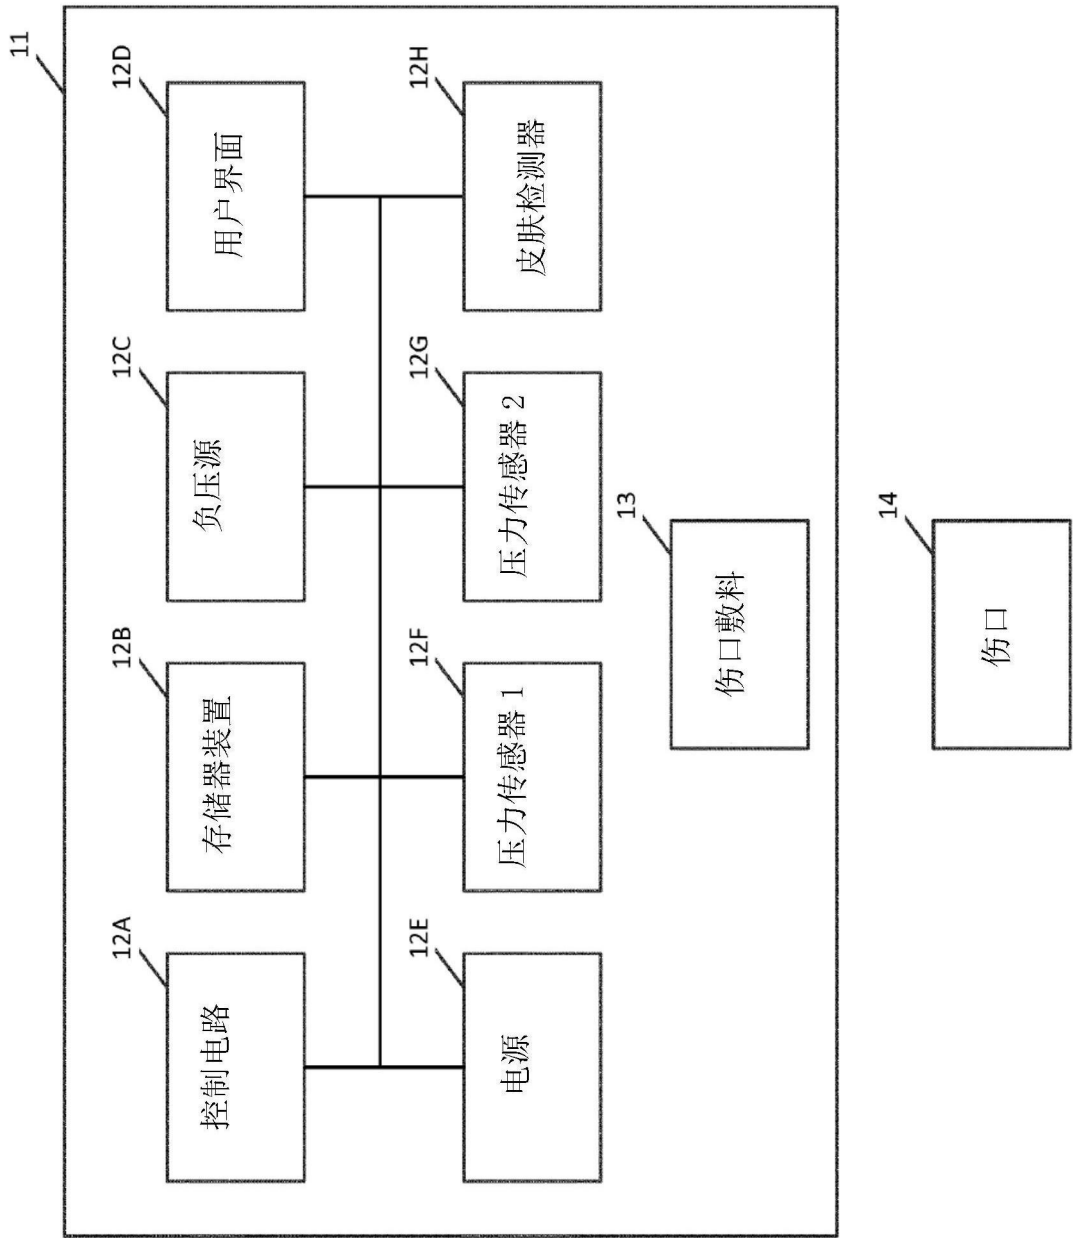 11
12A
控制电路
12B
存储器装置
12C
负压源
12D
用户界面
12E
电源
12F
压力传感器 1
12G
压力传感器 2
12H
皮肤检测器
13
伤口敷料
14
伤口